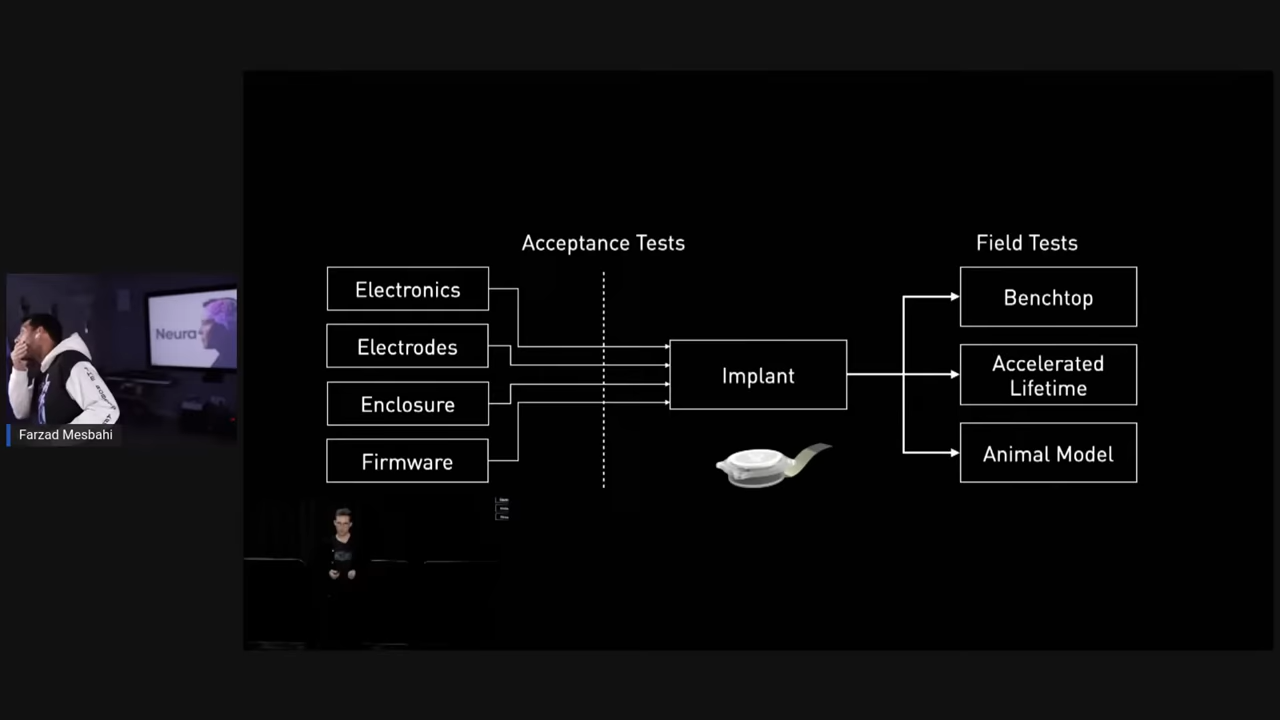 Acceptance Tests
Field Tests
Electronics
Electrodes
Enclosure
Firmware
Implant
Benchtop
Accelerated
Lifetime
Animal Model
Neura
Farzad Mesbahi